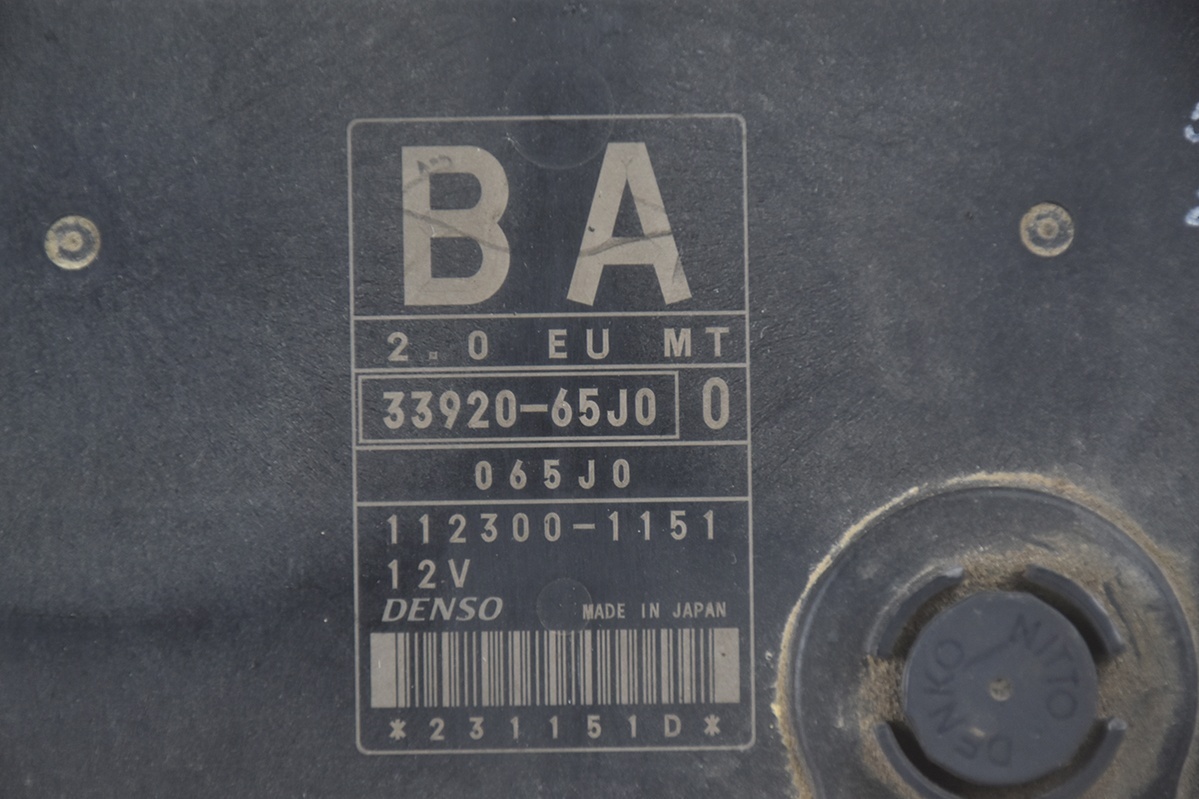 BA
2.0 EU MT
33920-65J0 0
065J0
112300-1151
12V
DENSO MADE IN JAPAN
*231151D*
NITTO
DENKO